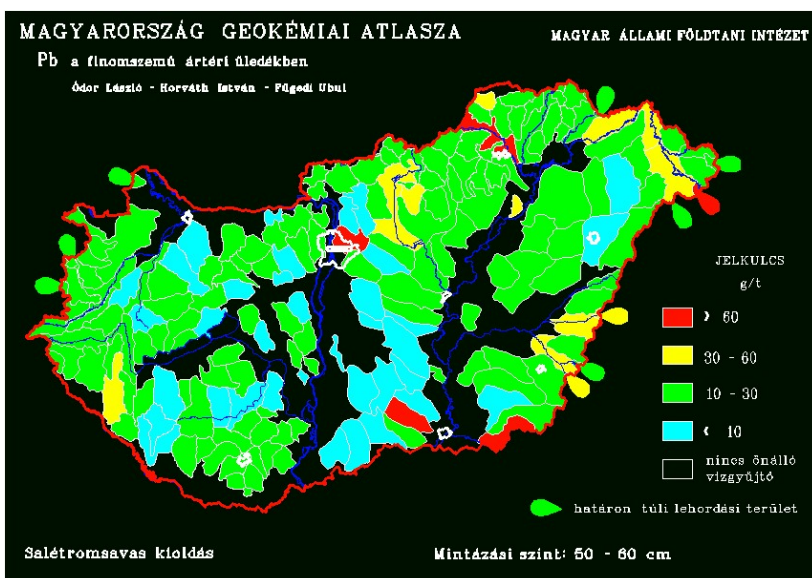 MAGYARORSZÁG GEOKÉMIAI ATLASZA
MAGYAR ÁLLAMI FÖLDTANI INTÉZET
Pb a finomszemű ártéri üledékben
Ódor László - Horváth István - Fügedi Ubul
JELKULCS
g/t
> 60
30 - 60
10 - 30
< 10
nincs önálló
vízgyűjtő
határon túli lehordási terület
Salétromsavas kioldás
Mintázási szint: 50 - 60 cm